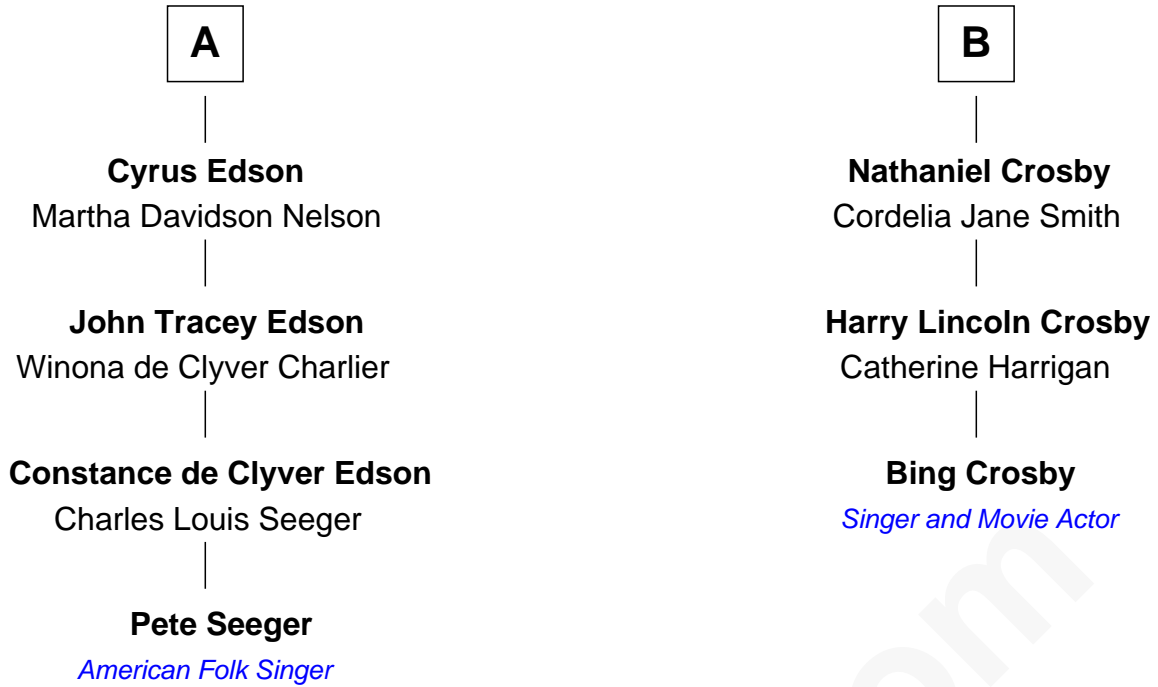 A
Cyrus Edson
Martha Davidson Nelson
John Tracey Edson
Winona de Clyver Charlier
Constance de Clyver Edson
Charles Louis Seeger
Pete Seeger
American Folk Singer
B
Nathaniel Crosby
Cordelia Jane Smith
Harry Lincoln Crosby
Catherine Harrigan
Bing Crosby
Singer and Movie Actor
om